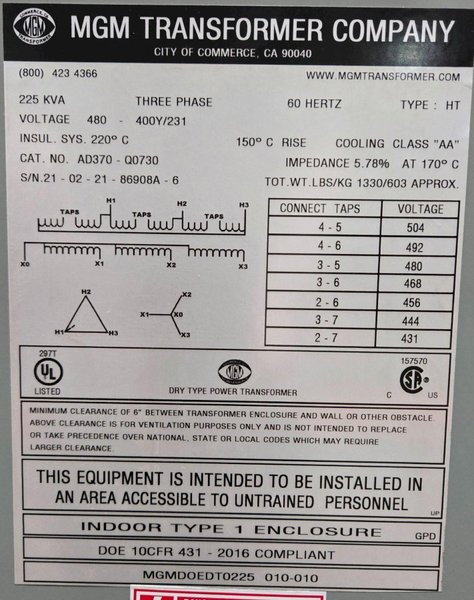 COMMERCE, CA
MGM
TRANSFORMER
MGM TRANSFORMER COMPANY
CITY OF COMMERCE, CA 90040
(800) 423 4366 WWW.MGMTRANSFORMER.COM
225 KVA THREE PHASE 60 HERTZ TYPE : HT
VOLTAGE 480 - 400Y/231
INSUL. SYS. 220° C 150° C RISE COOLING CLASS "AA"
CAT. NO. AD370 - Q0730 IMPEDANCE 5.78% AT 170° C
S/N.21 - 02 - 21 - 86908A - 6 TOT.WT.LBS/KG 1330/603 APPROX.
H1 H2 H3
TAPS TAPS TAPS
X0 X1 X2 X3
H2
H1 H3
X2
X1 X0
X3
CONNECT TAPS VOLTAGE
4 - 5 504
4 - 6 492
3 - 5 480
3 - 6 468
2 - 6 456
3 - 7 444
2 - 7 431
297T
UL
LISTED
MGM
DRY TYPE POWER TRANSFORMER
157570
C SA US
MINIMUM CLEARANCE OF 6" BETWEEN TRANSFORMER ENCLOSURE AND WALL OR OTHER OBSTACLE.
ABOVE CLEARANCE IS FOR VENTILATION PURPOSES ONLY AND IS NOT INTENDED TO REPLACE
OR TAKE PRECEDENCE OVER NATIONAL. STATE OR LOCAL CODES WHICH MAY REQUIRE
LARGER CLEARANCE.
THIS EQUIPMENT IS INTENDED TO BE INSTALLED IN
AN AREA ACCESSIBLE TO UNTRAINED PERSONNEL
UP
INDOOR TYPE 1 ENCLOSURE GPD
DOE 10CFR 431 - 2016 COMPLIANT
MGMDOEDT0225 010-010